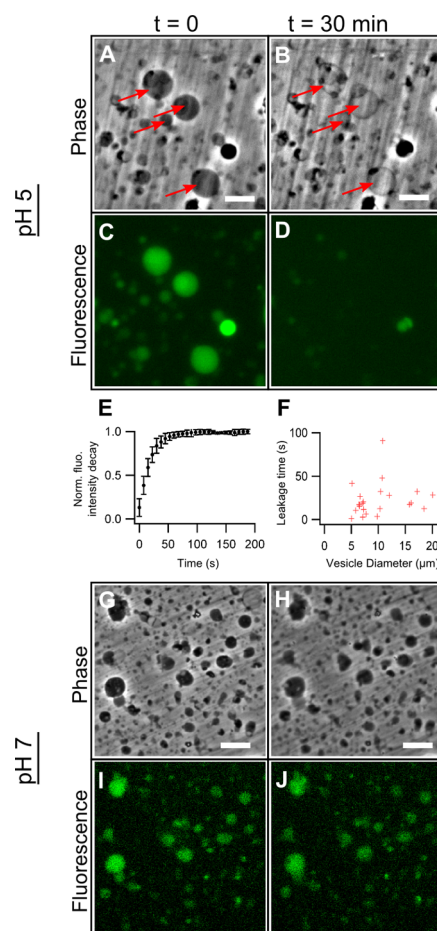 t = 0 t = 30 min
pH 5
Phase
A B
Fluorescence
C D
E F
Norm. fluo.
intensity decay
1.0
0.5
0.0
0 50 100 150 200
Time (s)
Leakage time (s)
100
50
0
0 5 10 15 20
Vesicle Diameter (µm)
pH 7
Phase
G H
Fluorescence
I J